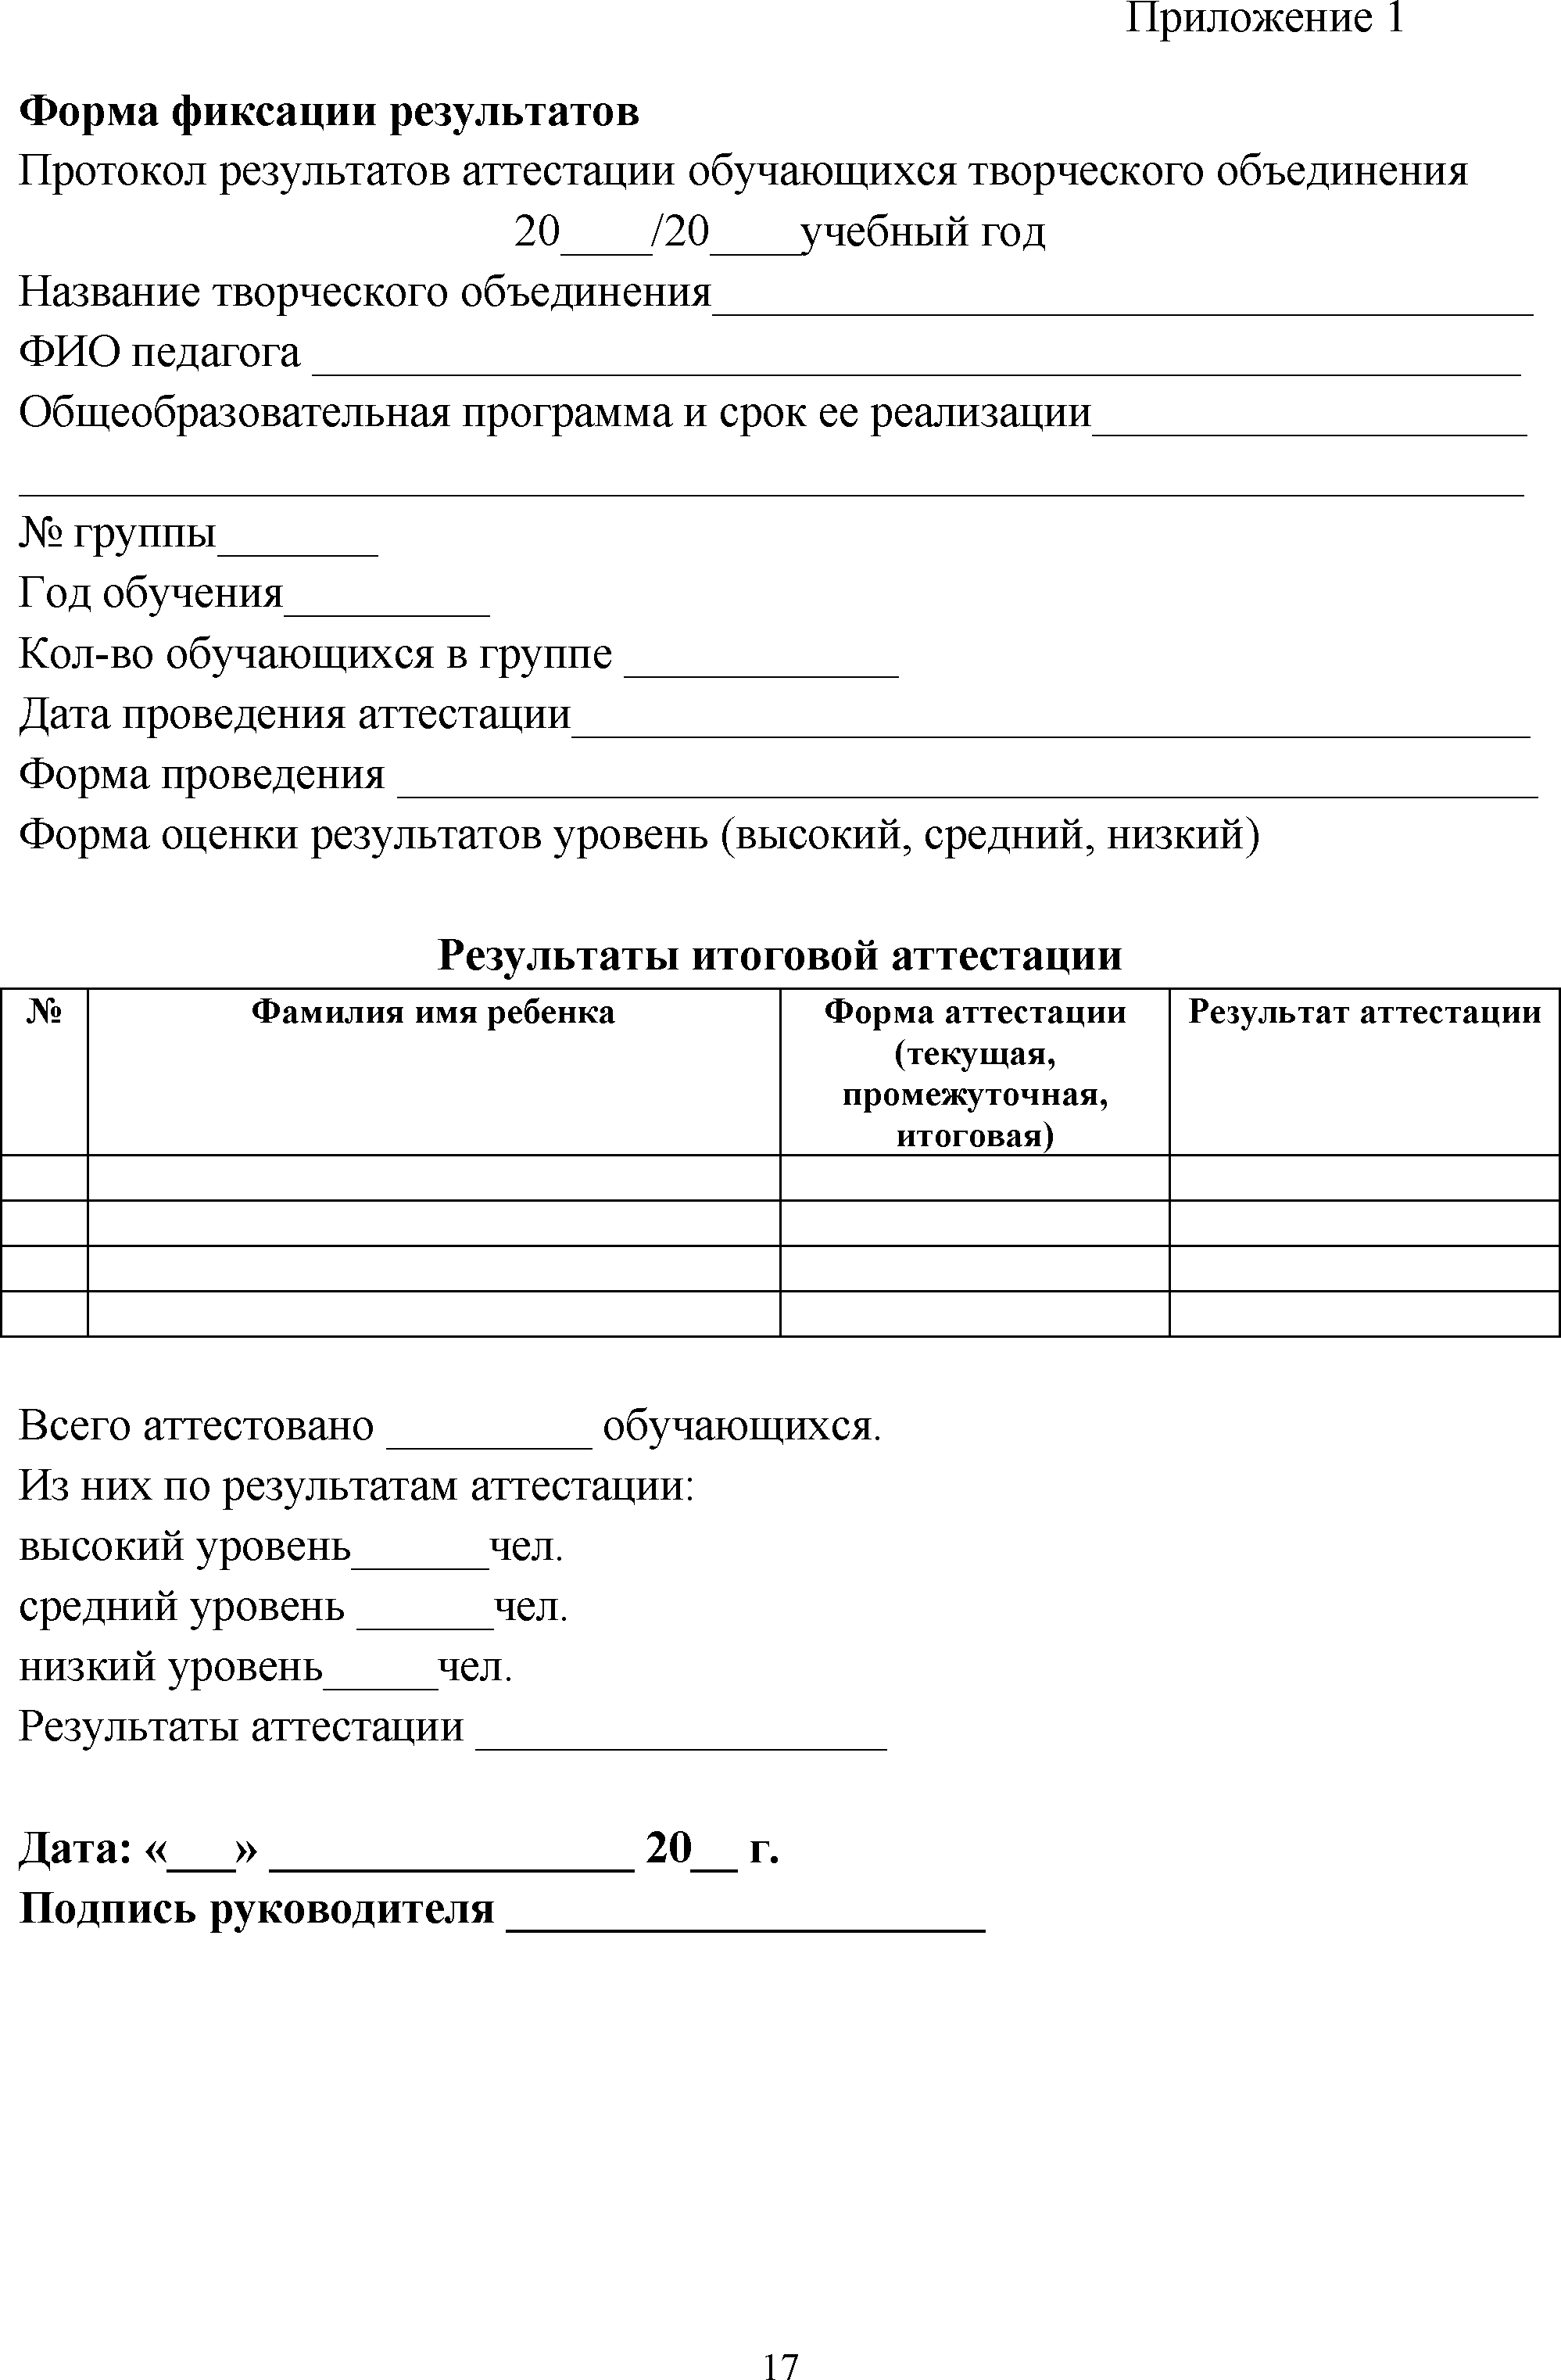 Приложение 1
Форма фиксации результатов
Протокол результатов аттестации обучающихся творческого объединения
20____/20____учебный год
Название творческого объединения____________________________________
ФИО педагога _____________________________________________________
Общеобразовательная программа и срок ее реализации___________________
__________________________________________________________________
№ группы_______
Год обучения_________
Кол-во обучающихся в группе ____________
Дата проведения аттестации__________________________________________
Форма проведения __________________________________________________
Форма оценки результатов уровень (высокий, средний, низкий)
Результаты итоговой аттестации
№ Фамилия имя ребенка Форма аттестации Результат аттестации
(текущая,
промежуточная,
итоговая)
Всего аттестовано _________ обучающихся.
Из них по результатам аттестации:
высокий уровень______чел.
средний уровень ______чел.
низкий уровень_____чел.
Результаты аттестации __________________
Дата: «___» ________________ 20__ г.
Подпись руководителя _____________________
17